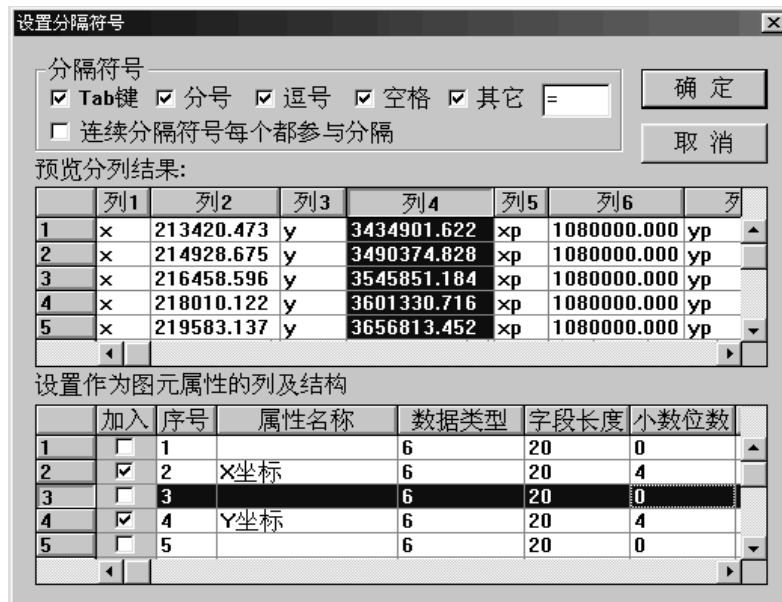 设置分隔符号
分隔符号
Tab键 分号 逗号 空格 其它 =
连续分隔符号每个都参与分隔
确 定
取 消
预览分列结果:
列1 列2 列3 列4 列5 列6 列
1 x 213420.473 y 3434901.622 xp 1080000.000 yp
2 x 214928.675 y 3490374.828 xp 1080000.000 yp
3 x 216458.596 y 3545851.184 xp 1080000.000 yp
4 x 218010.122 y 3601330.716 xp 1080000.000 yp
5 x 219583.137 y 3656813.452 xp 1080000.000 yp
设置作为图元属性的列及结构
加入 序号 属性名称 数据类型 字段长度 小数位数
1 1 6 20 0
2 2 X坐标 6 20 4
3 3 6 20 0
4 4 Y坐标 6 20 4
5 5 6 20 0